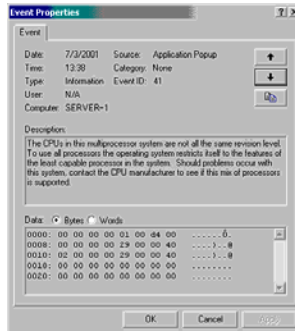 Event Properties
Event
Date: 7/3/2001 Source: Application Popup
Time: 13:38 Category: None
Type: Information Event ID: 41
User: N/A
Computer: SERVER-1
Description:
The CPUs in this multiprocessor system are not all the same revision level.
To use all processors the operating system restricts itself to the features of
the least capable processor in the system. Should problems occur with
this system, contact the CPU manufacturer to see if this mix of processors
is supported.
Data: Bytes Words
0000: 00 00 00 00 01 00 d4 00 ......Ô.
0008: 00 00 00 00 29 00 00 40 ....)..@
0010: 02 00 00 00 29 00 00 40 ....)..@
0018: 00 00 00 00 00 00 00 00 ........
0020: 00 00 00 00 00 00 00 00 ........
OK Cancel Apply